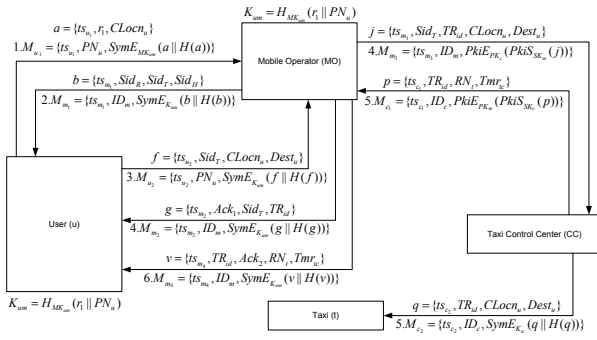 a = {ts_{u_1}, r_1, CLocn_u}
1.M_{u_1} = {ts_{u_1}, PN_u, SymE_{MK_{um}}(a || H(a))}
K_{um} = H_{MK_{um}}(r_1 || PN_u)
Mobile Operator (MO)
j = {ts_{m_3}, Sid_T, TR_{id}, CLocn_u, Dest_u}
4.M_{m_3} = {ts_{m_3}, ID_m, PkiE_{PK_c}(PkiS_{SK_m}(j))}
b = {ts_{m_1}, Sid_R, Sid_T, Sid_H}
2.M_{m_1} = {ts_{m_1}, ID_m, SymE_{K_{um}}(b || H(b))}
p = {ts_{c_1}, TR_{id}, RN_t, Tmr_{tc}}
5.M_{c_1} = {ts_{c_1}, ID_c, PkiE_{PK_m}(PkiS_{SK_c}(p))}
f = {ts_{u_2}, Sid_T, CLocn_u, Dest_u}
3.M_{u_2} = {ts_{u_2}, PN_u, SymE_{K_{um}}(f || H(f))}
User (u)
g = {ts_{m_2}, Ack_1, Sid_T, TR_{id}}
4.M_{m_2} = {ts_{m_2}, ID_m, SymE_{K_{um}}(g || H(g))}
Taxi Control Center (CC)
v = {ts_{m_4}, TR_{id}, Ack_2, RN_t, Tmr_{tc}}
6.M_{m_4} = {ts_{m_4}, ID_m, SymE_{K_{um}}(v || H(v))}
K_{um} = H_{MK_{um}}(r_1 || PN_u)
Taxi (t)
q = {ts_{c_2}, TR_{id}, CLocn_u, Dest_u}
5.M_{c_2} = {ts_{c_2}, ID_c, SymE_{K_{tc}}(q || H(q))}